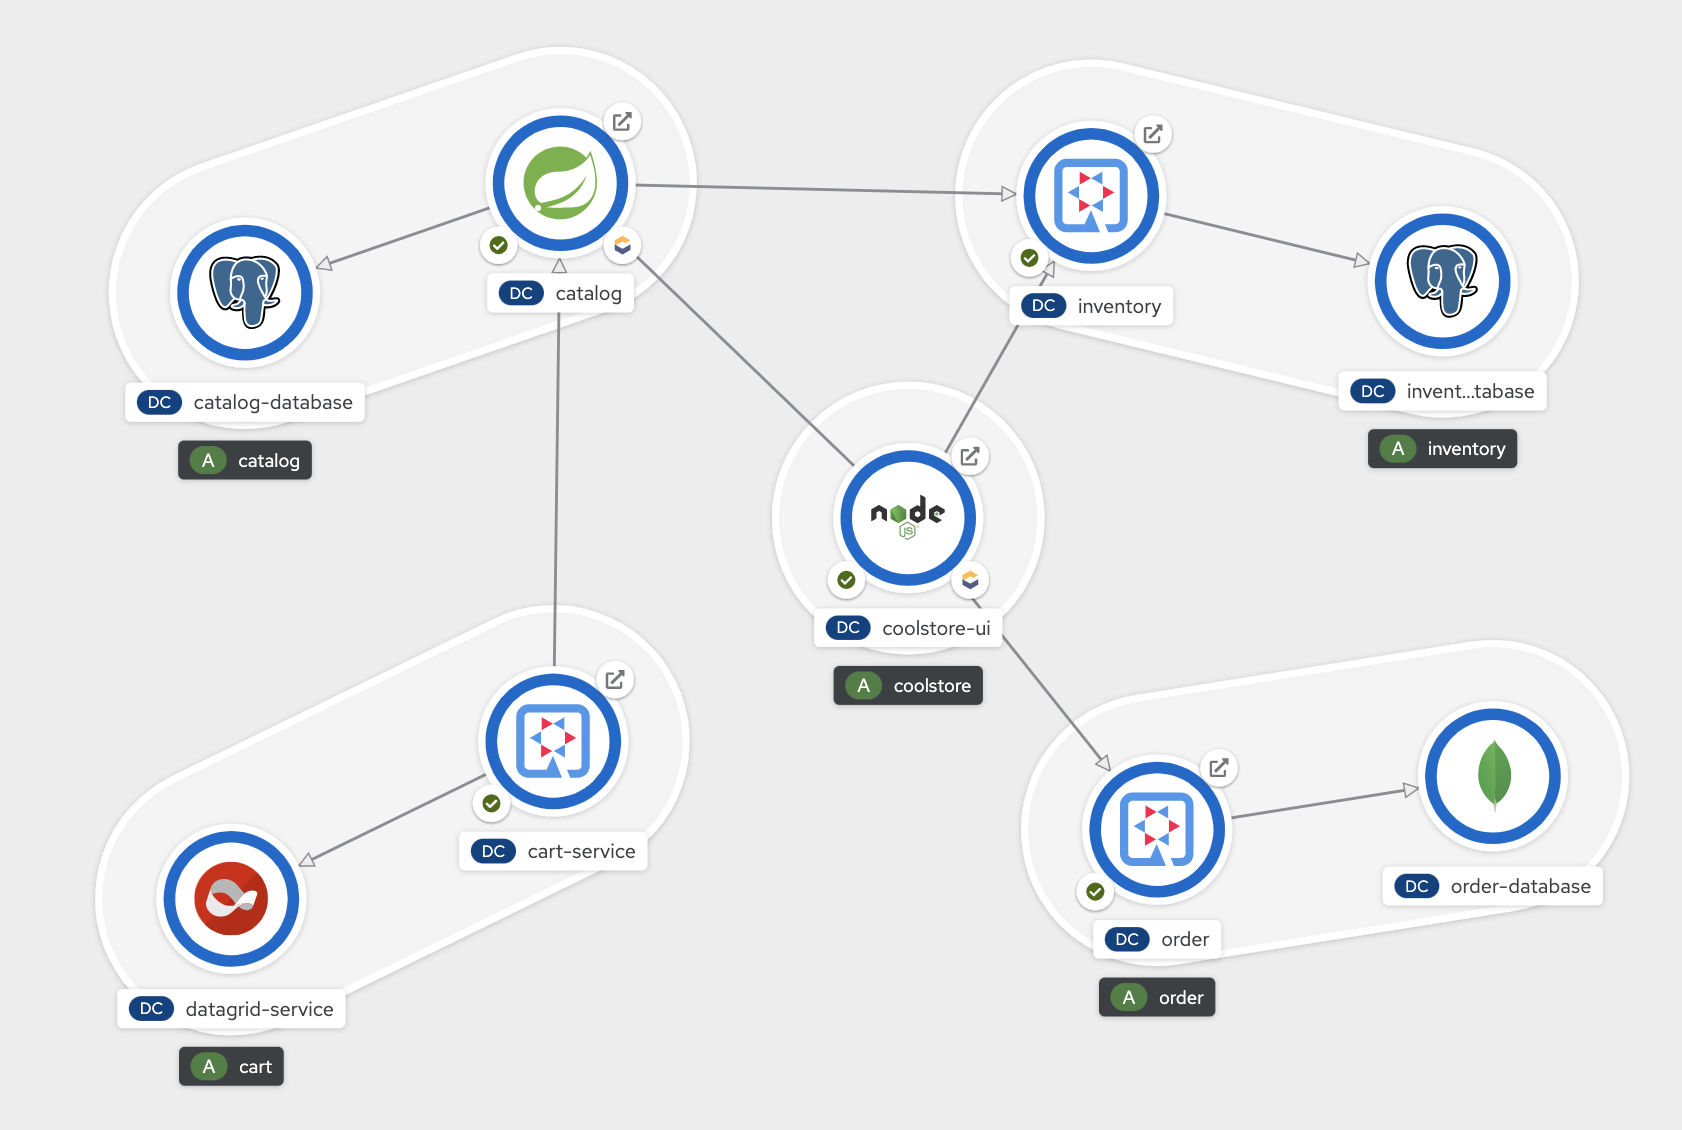 DC catalog
DC catalog-database
A catalog
DC inventory
DC invent...tabase
A inventory
node
JS
DC coolstore-ui
A coolstore
DC cart-service
DC datagrid-service
A cart
DC order
DC order-database
A order